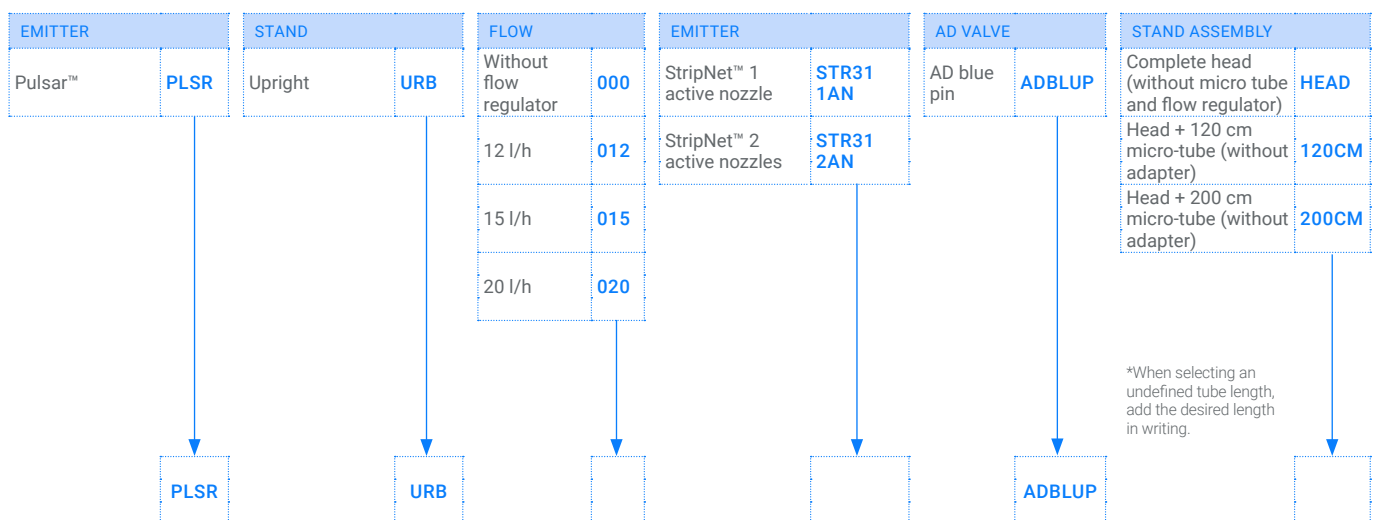 EMITTER
Pulsar™
PLSR
STAND
Upright
URB
FLOW
Without
flow
regulator
000
12 l/h
012
15 l/h
015
20 l/h
020
EMITTER
StripNet™ 1
active nozzle
STR31
1AN
StripNet™ 2
active nozzles
STR31
2AN
AD VALVE
AD blue
pin
ADBLUP
STAND ASSEMBLY
Complete head
(without micro tube
and flow regulator)
HEAD
Head + 120 cm
micro-tube (without
adapter)
120CM
Head + 200 cm
micro-tube (without
adapter)
200CM
*When selecting an
undefined tube length,
add the desired length
in writing.
PLSR
URB
ADBLUP